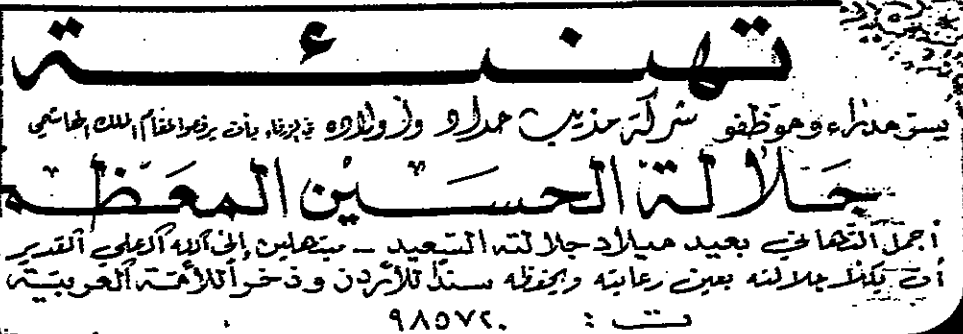 تهنئة
يسر مدراء وموظفو شركة مذيب حداد وأولاده في الزرقاء بأن يرفعوا لمقام الملك الهاشمي
جلالة الحسين المعظم
أجمل التهاني بعيد ميلاد جلالته السعيد – مبتهلين إلى الله العلي القدير
أن يكلأ جلالته بعين رعايته ويحفظه سنداً للأردن وذخراً للأمة العربية
ت : ٩٨٥٧٢٠